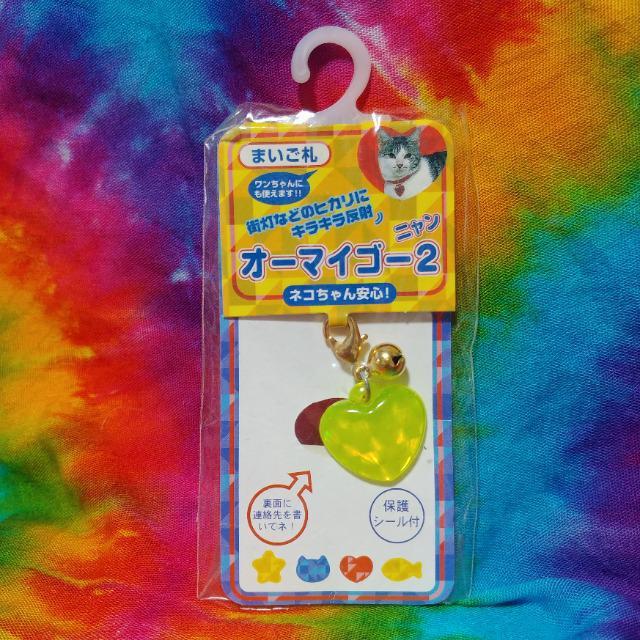 まいご札
ワンちゃんに
も使えます!!
街灯などのヒカリに
キラキラ反射
ニャン
オーマイゴー2
ネコちゃん安心!
裏面に
連絡先を書
いてネ!
保護
シール付